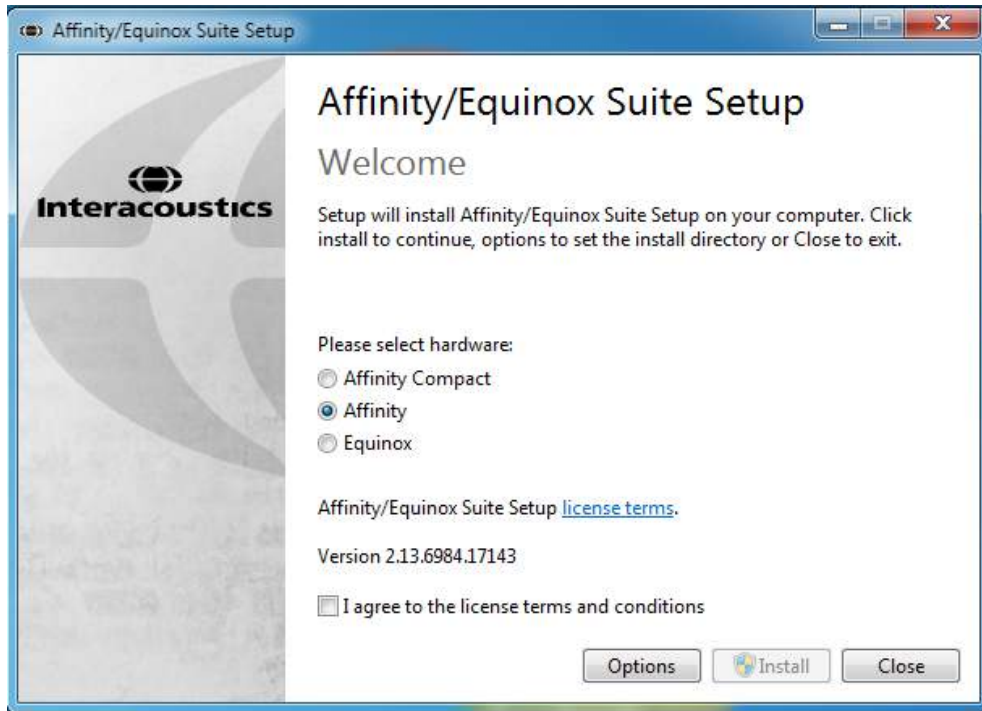 Affinity/Equinox Suite Setup
Affinity/Equinox Suite Setup
Welcome
Interacoustics
Setup will install Affinity/Equinox Suite Setup on your computer. Click
install to continue, options to set the install directory or Close to exit.
Please select hardware:
Affinity Compact
Affinity
Equinox
Affinity/Equinox Suite Setup license terms.
Version 2.13.6984.17143
I agree to the license terms and conditions
Options Install Close